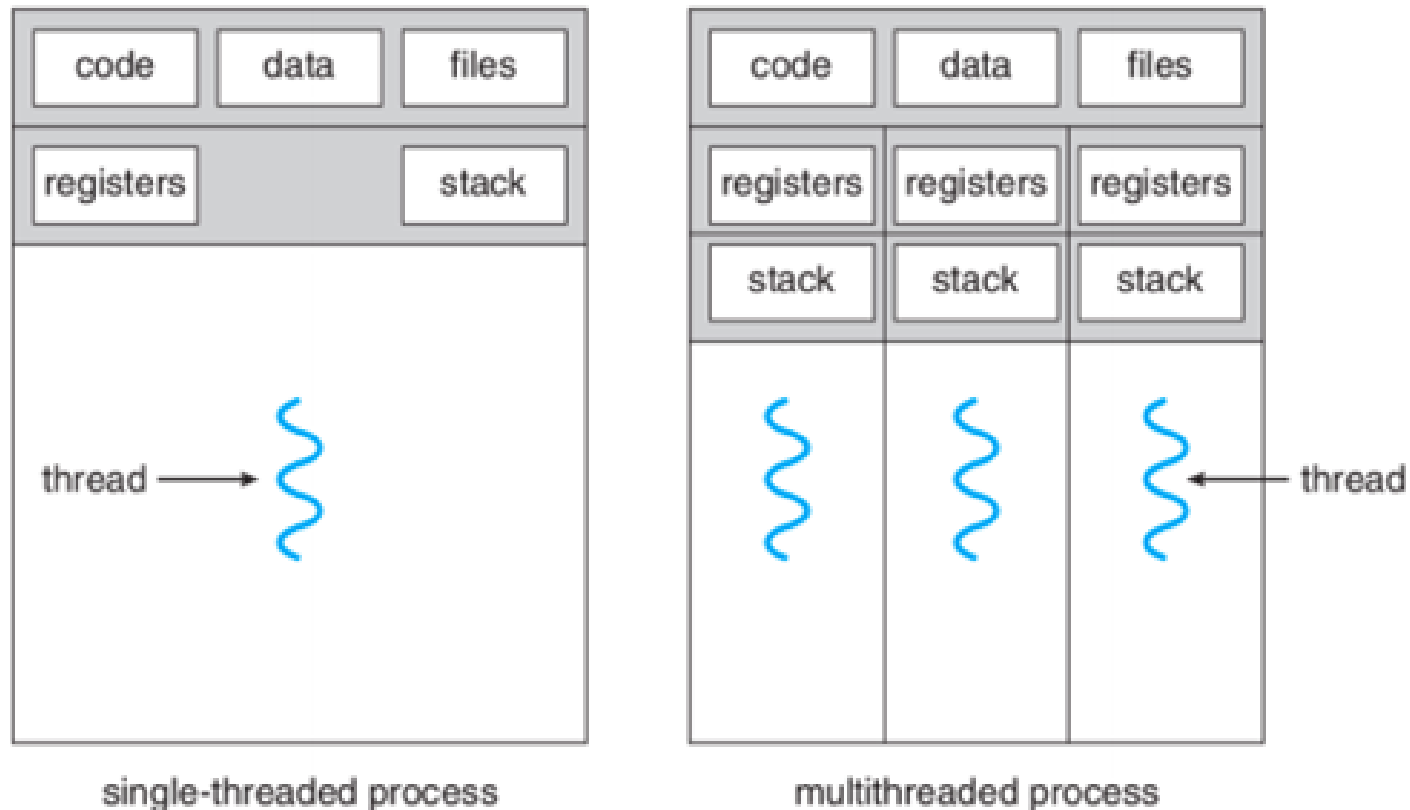 code data files
registers stack
thread
single-threaded process
code data files
registers registers registers
stack stack stack
thread
multithreaded process